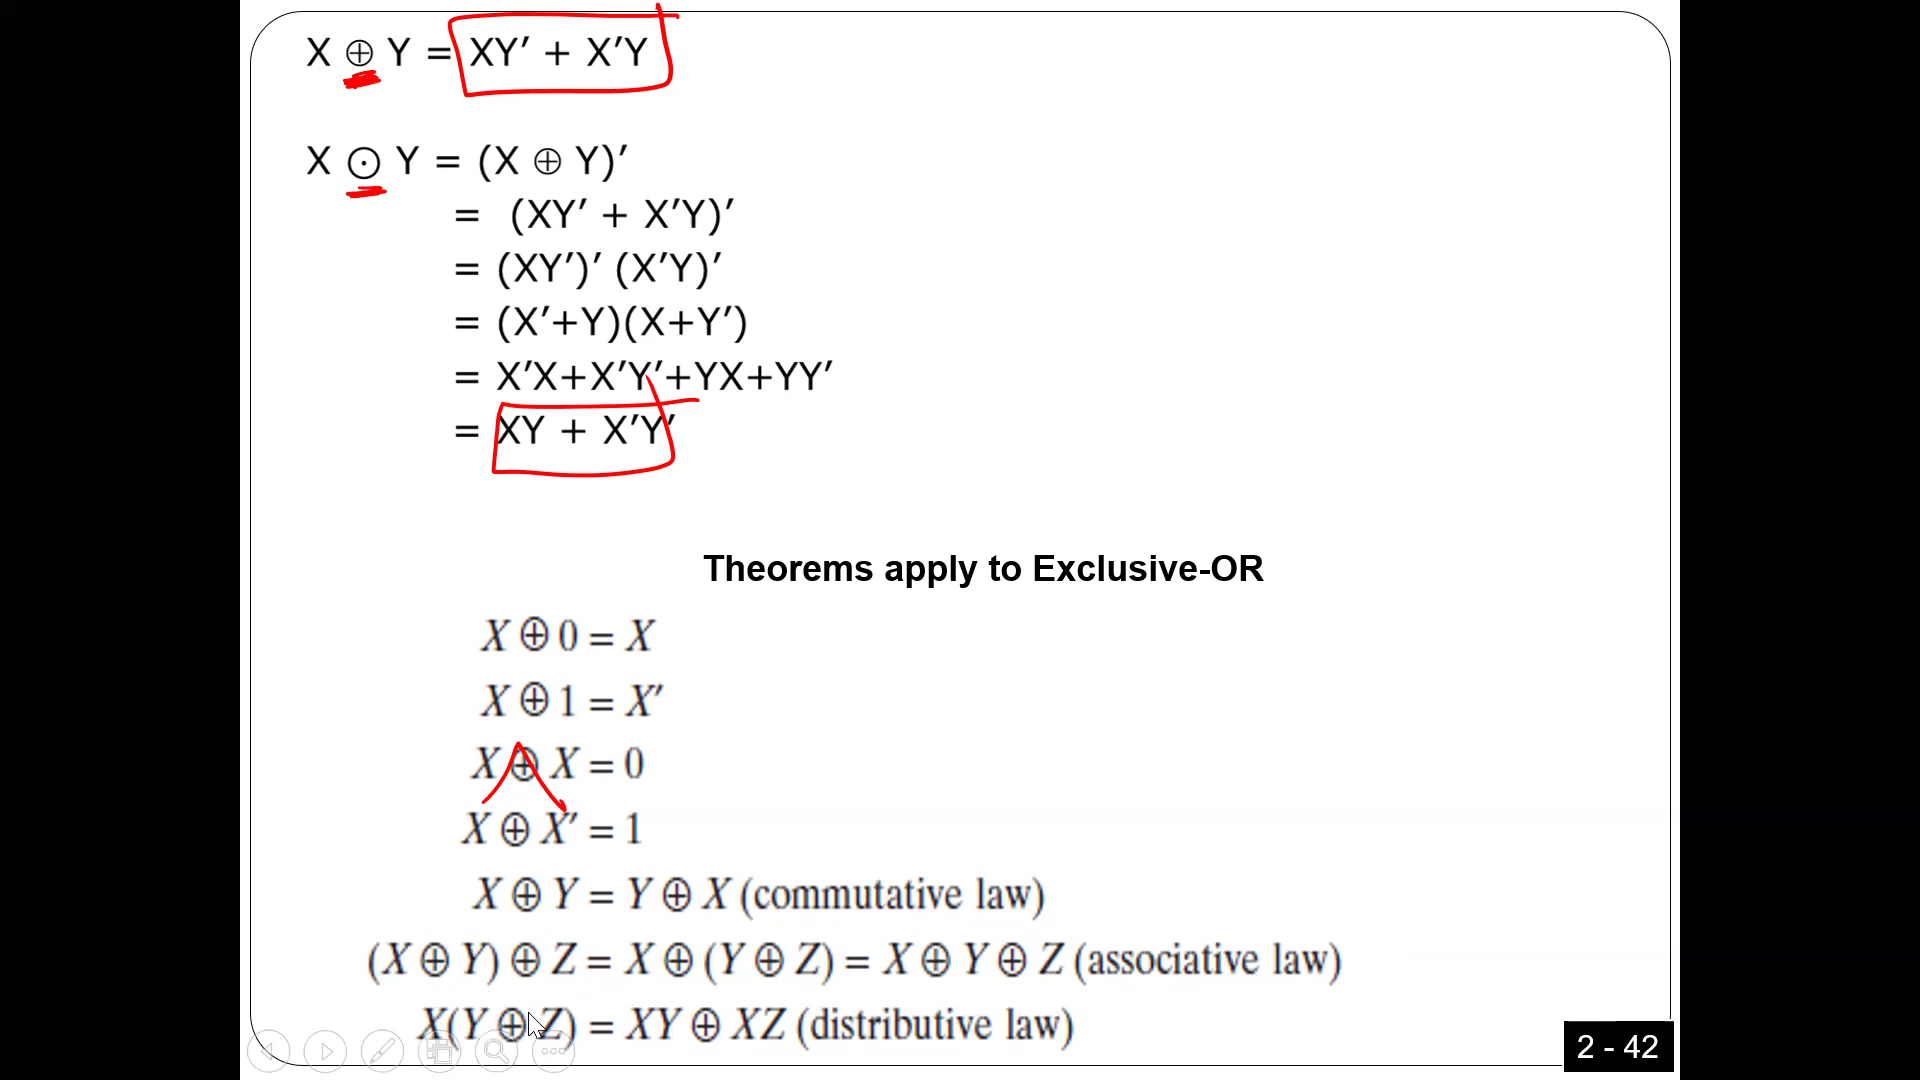 X ⊕ Y = XY′ + X′Y
X ⊙ Y = (X ⊕ Y)′
= (XY′ + X′Y)′
= (XY′)′ (X′Y)′
= (X′+Y)(X+Y′)
= X′X+X′Y′+YX+YY′
= XY + X′Y′
Theorems apply to Exclusive-OR
X ⊕ 0 = X
X ⊕ 1 = X′
X ⊕ X = 0
X ⊕ X′ = 1
X ⊕ Y = Y ⊕ X (commutative law)
(X ⊕ Y) ⊕ Z = X ⊕ (Y ⊕ Z) = X ⊕ Y ⊕ Z (associative law)
X(Y ⊕ Z) = XY ⊕ XZ (distributive law)
2 - 42